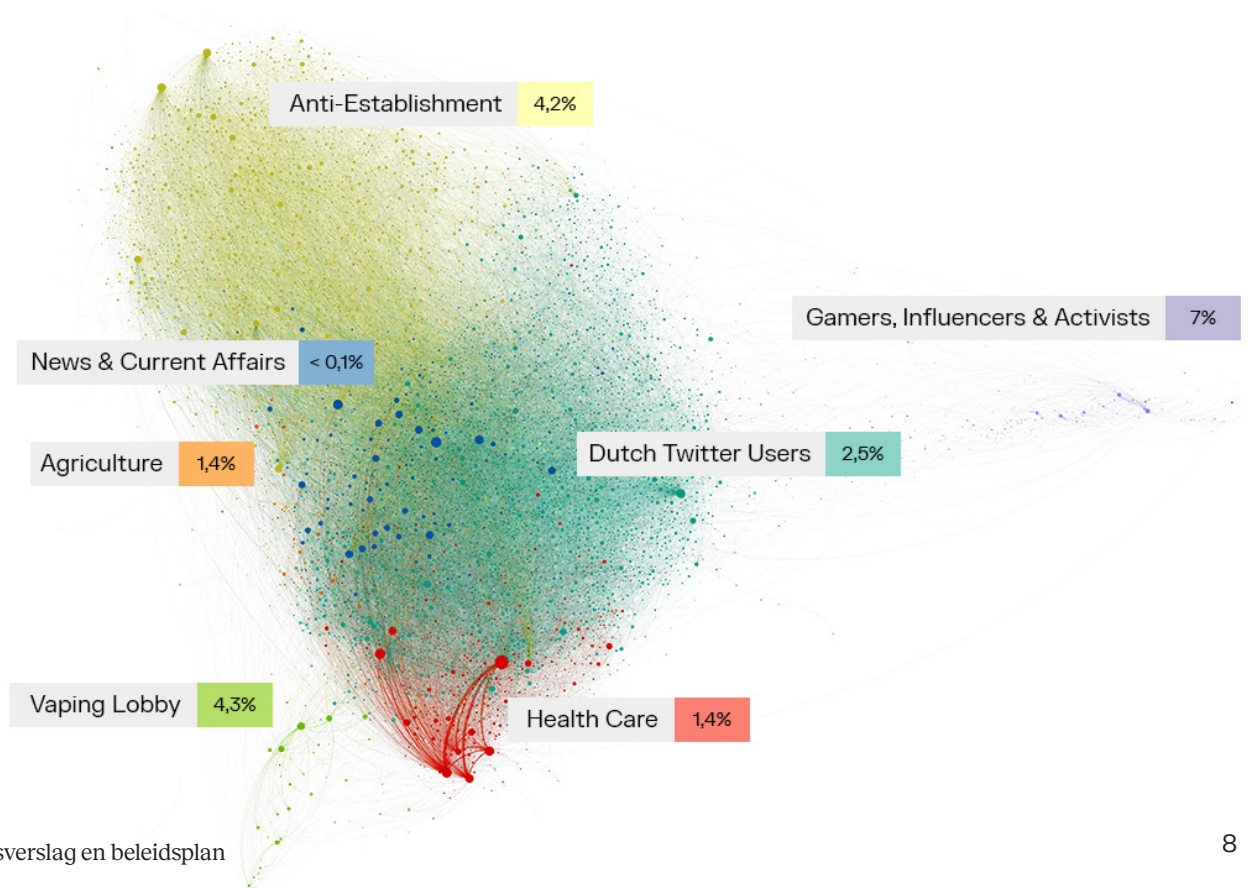 Anti-Establishment 4,2%
Gamers, Influencers & Activists 7%
News & Current Affairs < 0,1%
Dutch Twitter Users 2,5%
Agriculture 1,4%
Vaping Lobby 4,3%
Health Care 1,4%
en beleidsplan
8